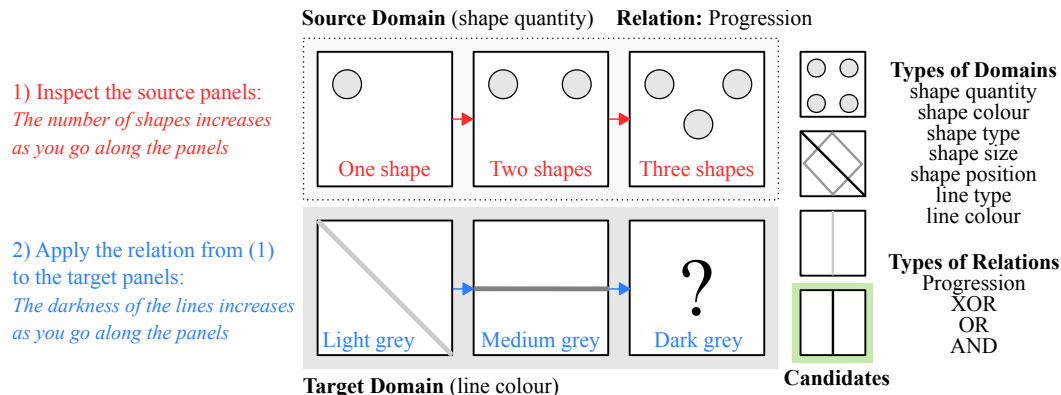 Source Domain (shape quantity) Relation: Progression
1) Inspect the source panels:
The number of shapes increases
as you go along the panels
One shape
Two shapes
Three shapes
2) Apply the relation from (1)
to the target panels:
The darkness of the lines increases
as you go along the panels
Light grey
Medium grey
?
Dark grey
Target Domain (line colour)
Candidates
Types of Domains
shape quantity
shape colour
shape type
shape size
shape position
line type
line colour
Types of Relations
Progression
XOR
OR
AND